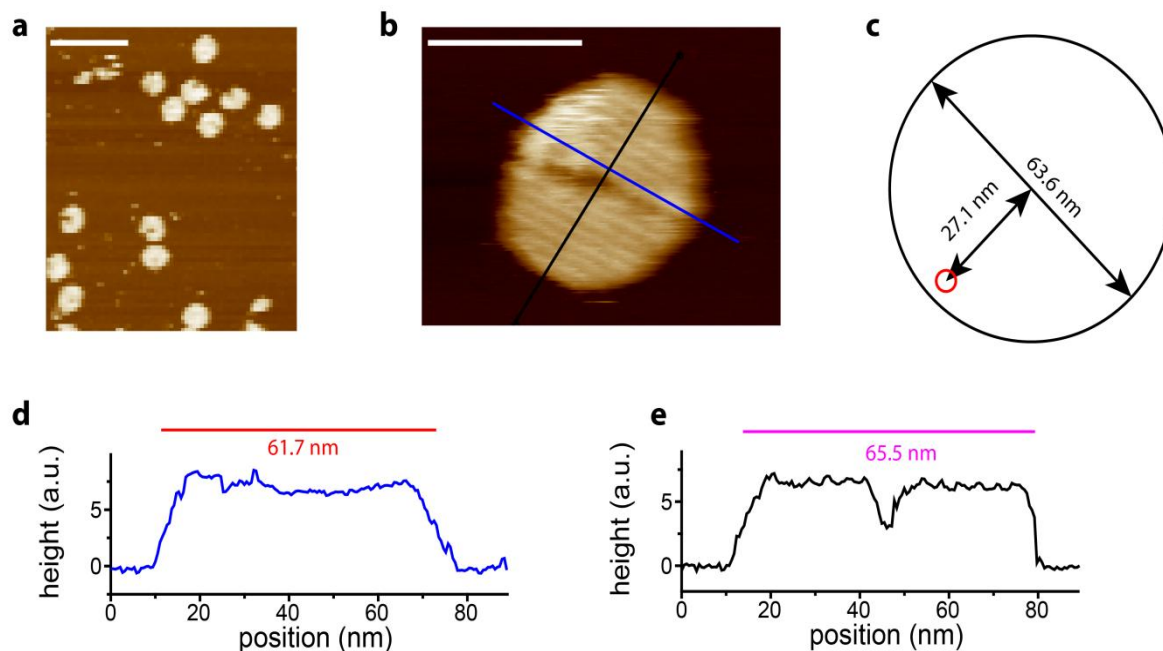 a
b
c
63.6 nm
27.1 nm
d
61.7 nm
height (a.u.)
5
0
0 20 40 60 80
position (nm)
e
65.5 nm
height (a.u.)
5
0
0 20 40 60 80
position (nm)